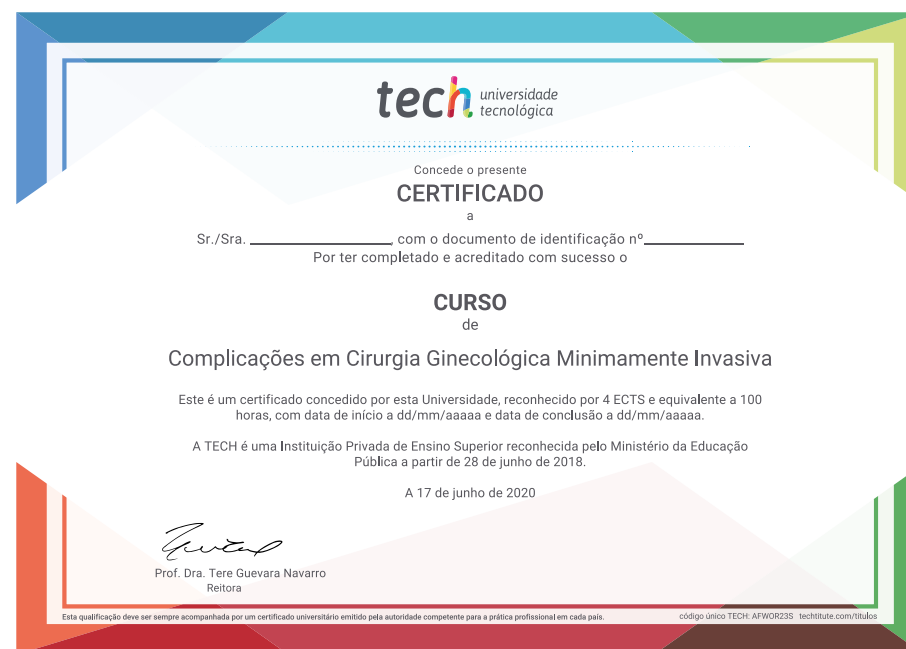 tech universidade
tecnológica
Concede o presente
CERTIFICADO
a
Sr./Sra. , com o documento de identificação nº
Por ter completado e acreditado com sucesso o
CURSO
de
Complicações em Cirurgia Ginecológica Minimamente Invasiva
Este é um certificado concedido por esta Universidade, reconhecido por 4 ECTS e equivalente a 100
horas, com data de início a dd/mm/aaaaa e data de conclusão a dd/mm/aaaaa.
A TECH é uma Instituição Privada de Ensino Superior reconhecida pelo Ministério da Educação
Pública a partir de 28 de junho de 2018.
A 17 de junho de 2020
Prof. Dra. Tere Guevara Navarro
Reitora
Esta qualificação deve ser sempre acompanhada por um certificado universitário emitido pela autoridade competente para a prática profissional em cada país. código único TECH: AFWOR23S techtitute.com/titulos